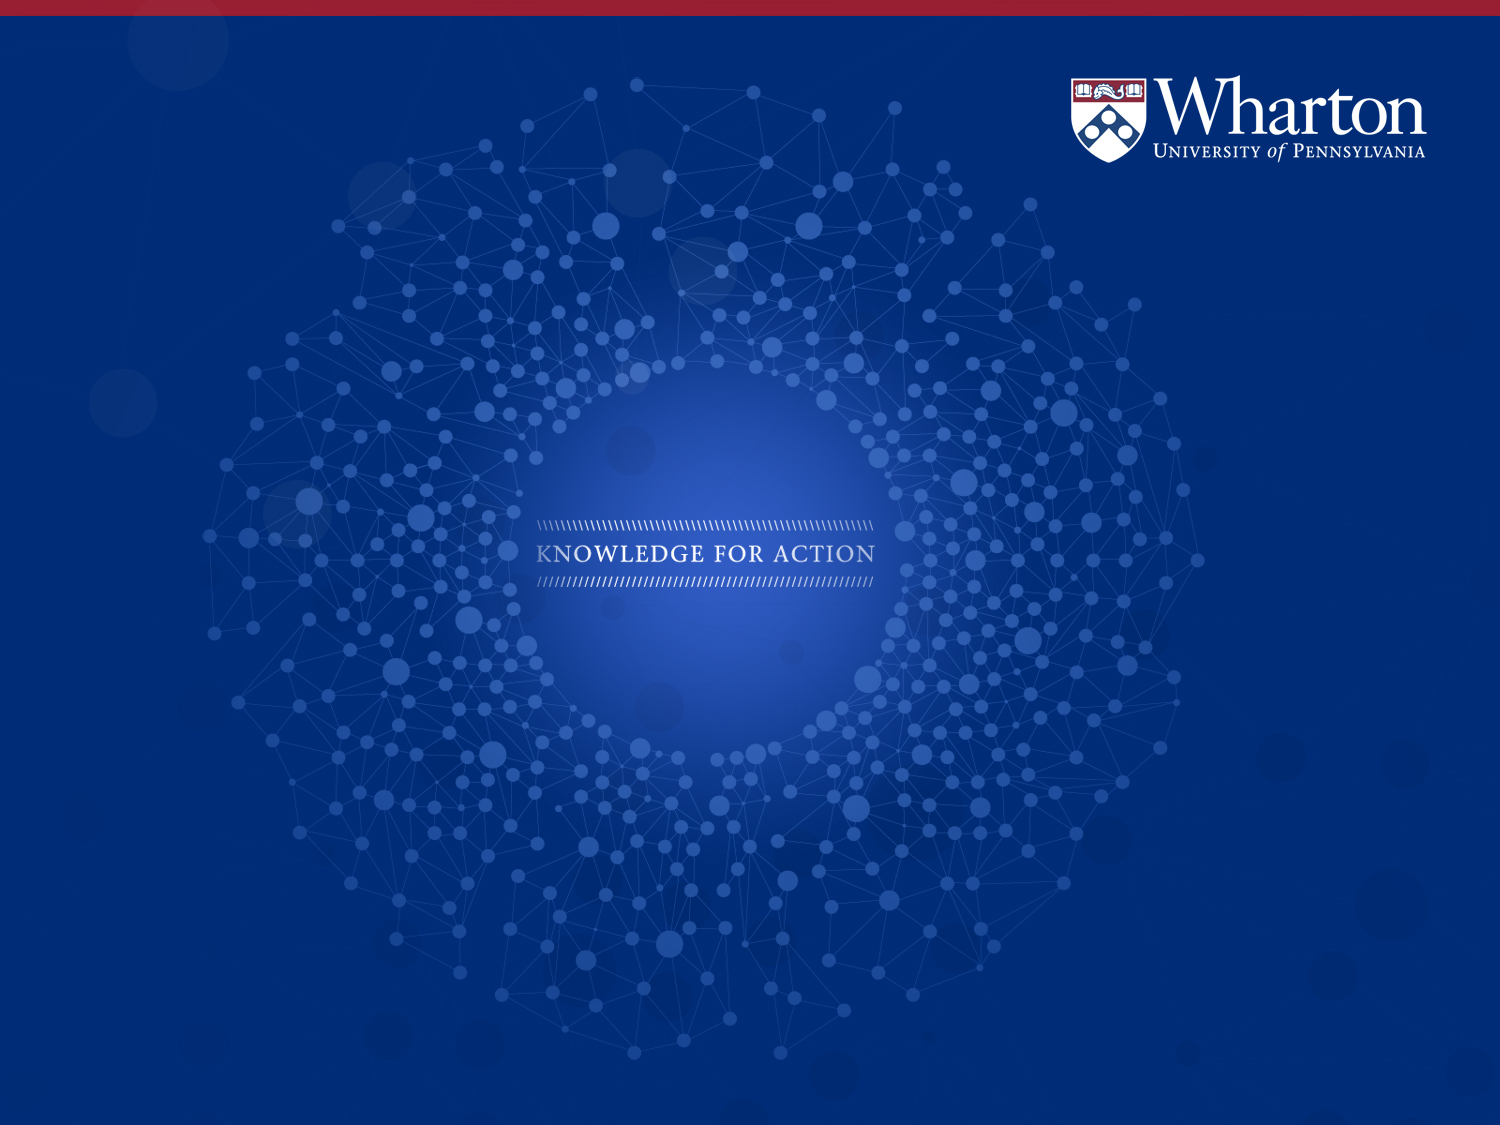 Wharton
UNIVERSITY of PENNSYLVANIA
KNOWLEDGE FOR ACTION